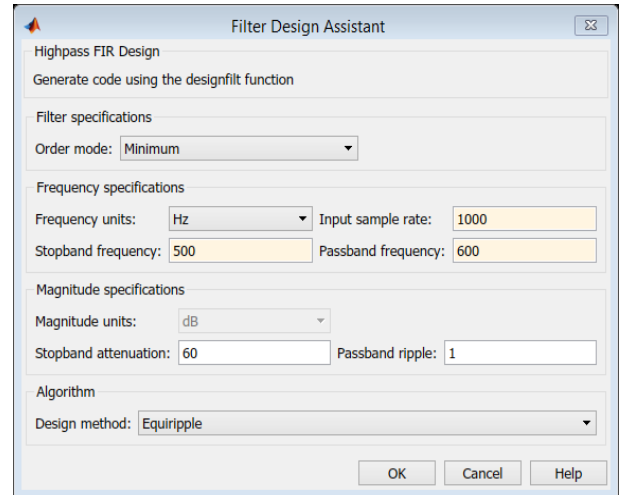 Filter Design Assistant
Highpass FIR Design
Generate code using the designfilt function
Filter specifications
Order mode: Minimum
Frequency specifications
Frequency units: Hz Input sample rate: 1000
Stopband frequency: 500 Passband frequency: 600
Magnitude specifications
Magnitude units: dB
Stopband attenuation: 60 Passband ripple: 1
Algorithm
Design method: Equiripple
OK Cancel Help